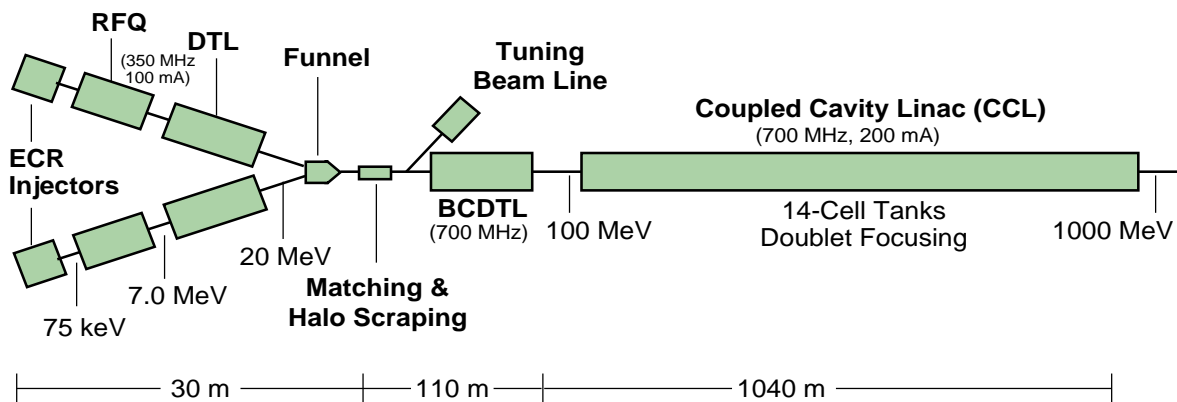 RFQ
(350 MHz
100 mA)
DTL
Funnel
Tuning
Beam Line
Coupled Cavity Linac (CCL)
(700 MHz, 200 mA)
ECR
Injectors
BCDTL
(700 MHz)
100 MeV
14-Cell Tanks
Doublet Focusing
1000 MeV
20 MeV
7.0 MeV
75 keV
Matching &
Halo Scraping
30 m
110 m
1040 m